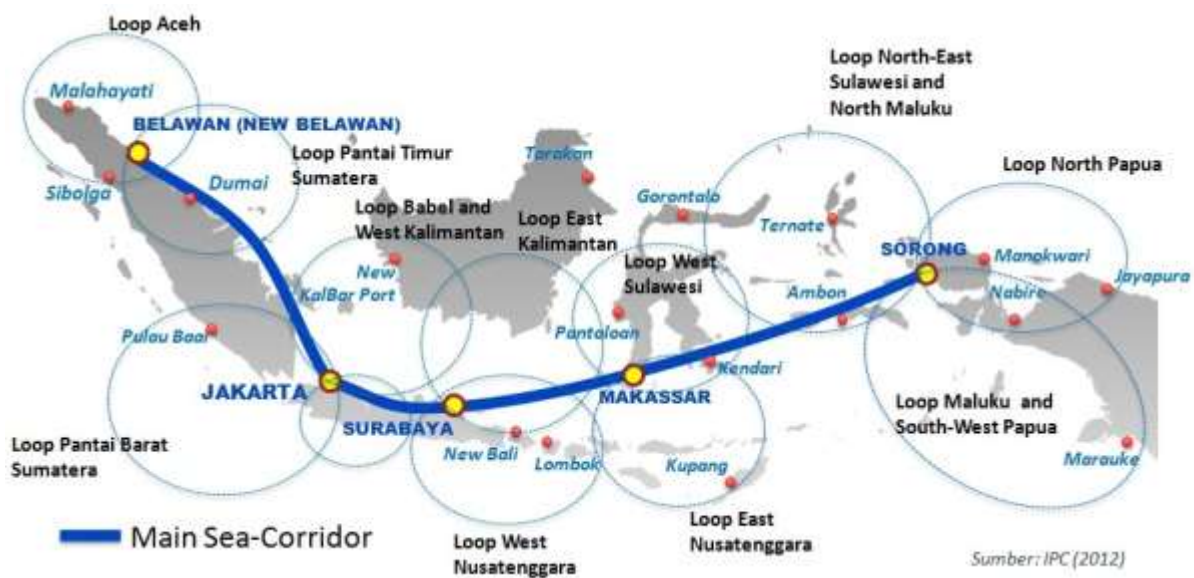 Loop Aceh
Malahayati
BELAWAN (NEW BELAWAN)
Sibolga
Dumai
Loop Pantai Timur
Sumatera
Loop Babel and
West Kalimantan
New
KalBar Port
Tarakan
Loop East
Kalimantan
Gorontalo
Loop West
Sulawesi
Loop North-East
Sulawesi and
North Maluku
Ternate
Loop North Papua
SORONG
Manokwari
Jayapura
Nabire
Ambon
Pantaloan
Kendari
Pulau Baai
JAKARTA
SURABAYA
MAKASSAR
Loop Maluku and
South-West Papua
Marauke
Loop Pantai Barat
Sumatera
New Bali
Lombok
Kupang
Loop East
Nusatenggara
Loop West
Nusatenggara
Main Sea-Corridor
Sumber: IPC (2012)